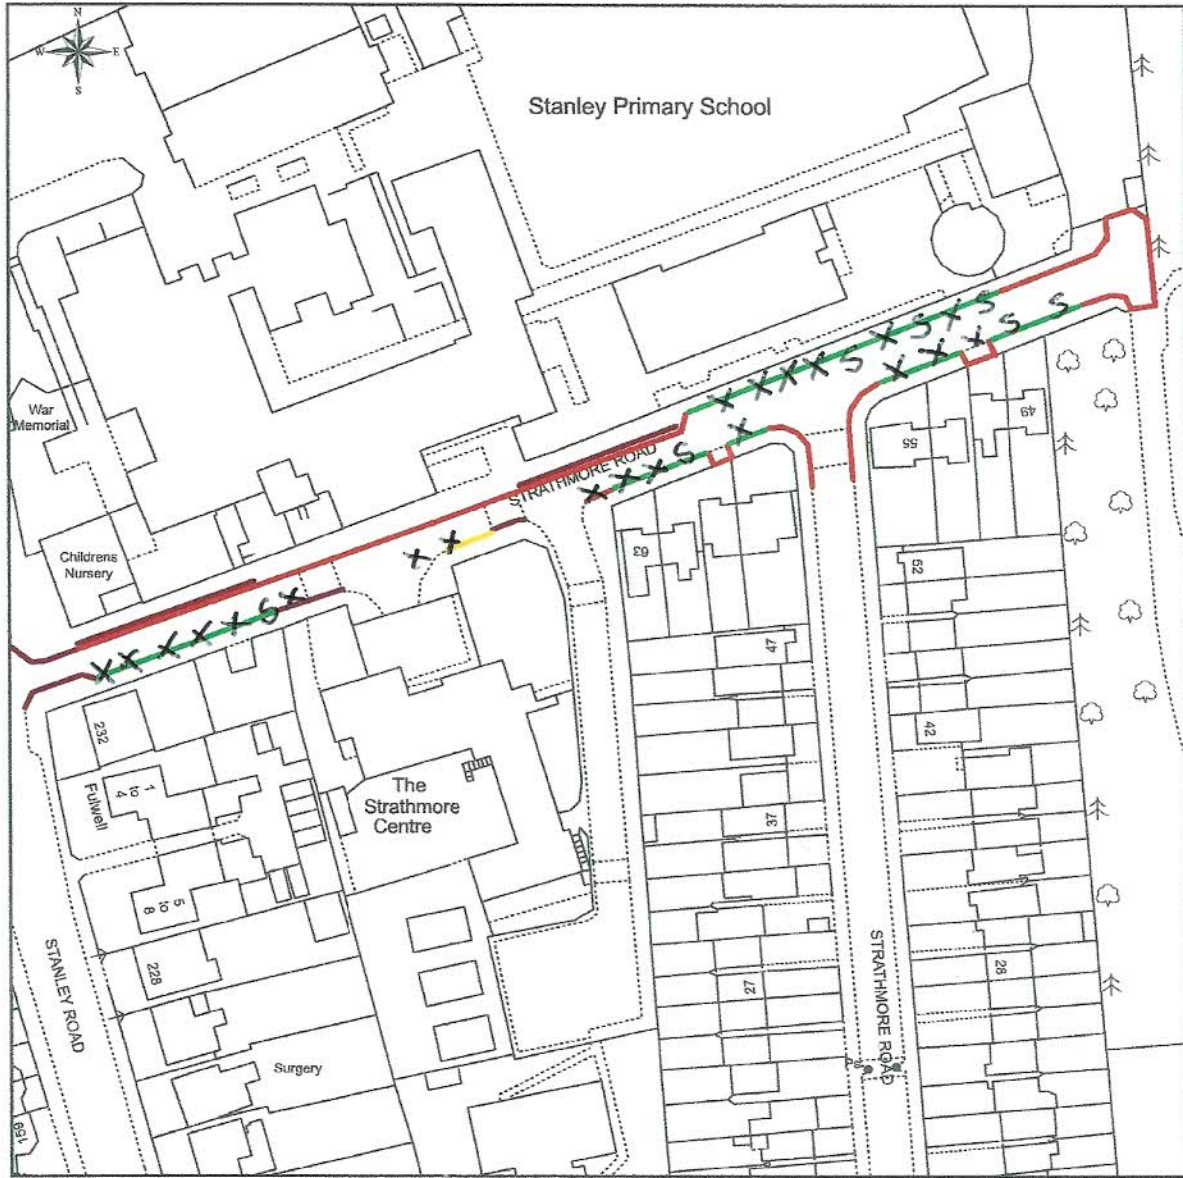 N
W E
S
Stanley Primary School
War
Memorial
Childrens
Nursery
STRATHMORE ROAD
X X X X S X S X S
X X X S S
X X X S X
X X
X X X X X S X
49
55
63
52
47
42
37
28
27
232
Fulwell
1
to
4
5
to
8
228
The
Strathmore
Centre
Surgery
STANLEY ROAD
STRATHMORE ROAD
159